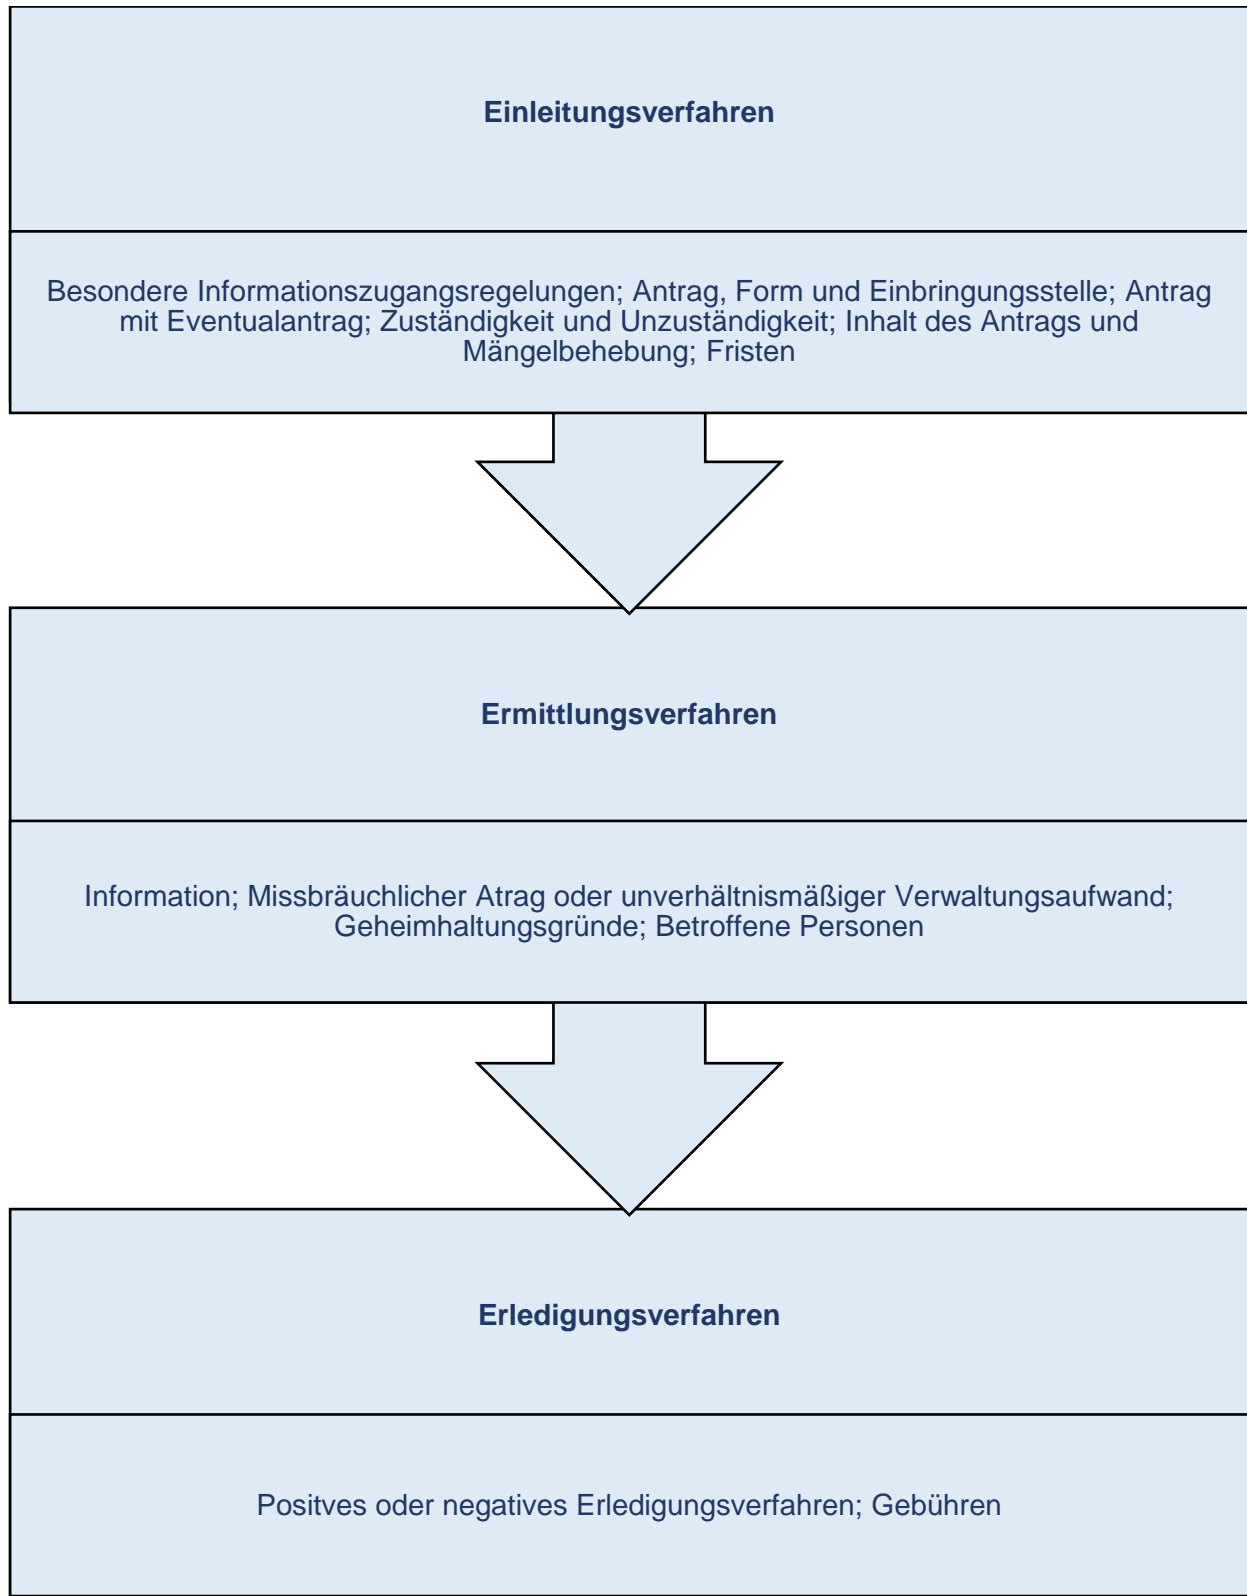 Einleitungsverfahren
Besondere Informationszugangsregelungen; Antrag, Form und Einbringungsstelle; Antrag
mit Eventualantrag; Zuständigkeit und Unzuständigkeit; Inhalt des Antrags und
Mängelbehebung; Fristen
Ermittlungsverfahren
Information; Missbräuchlicher Atrag oder unverhältnismäßiger Verwaltungsaufwand;
Geheimhaltungsgründe; Betroffene Personen
Erledigungsverfahren
Positves oder negatives Erledigungsverfahren; Gebühren